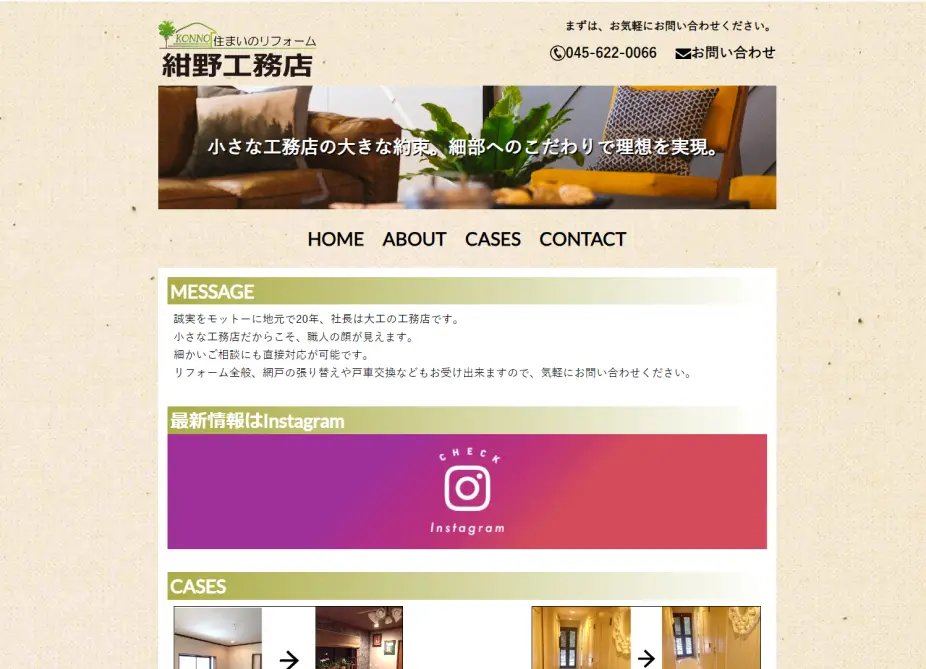 まずは、お気軽にお問い合わせください。
KONNO 住まいのリフォーム
紺野工務店
045-622-0066 お問い合わせ
小さな工務店の大きな約束。細部へのこだわりで理想を実現。
HOME ABOUT CASES CONTACT
MESSAGE
誠実をモットーに地元で20年、社長は大工の工務店です。
小さな工務店だからこそ、職人の顔が見えます。
細かいご相談にも直接対応が可能です。
リフォーム全般、網戸の張り替えや戸車交換などもお受け出来ますので、気軽にお問い合わせください。
最新情報はInstagram
CHECK
Instagram
CASES